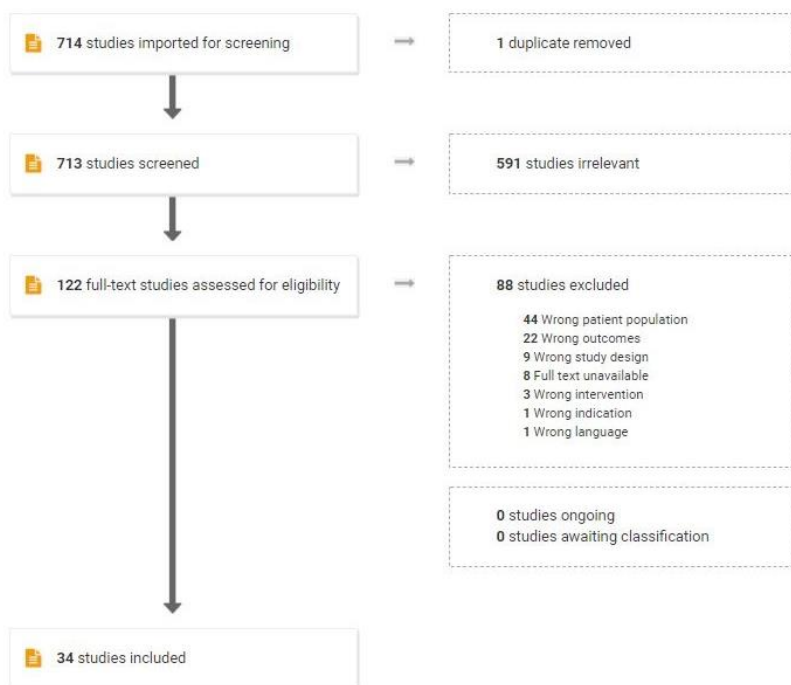 714 studies imported for screening
1 duplicate removed
713 studies screened
591 studies irrelevant
122 full-text studies assessed for eligibility
88 studies excluded
44 Wrong patient population
22 Wrong outcomes
9 Wrong study design
8 Full text unavailable
3 Wrong intervention
1 Wrong indication
1 Wrong language
0 studies ongoing
0 studies awaiting classification
34 studies included